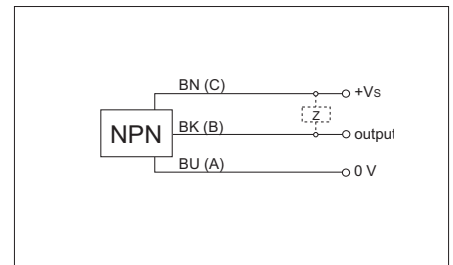 BN (C)
+Vs
Z
NPN
BK (B)
output
BU (A)
0 V